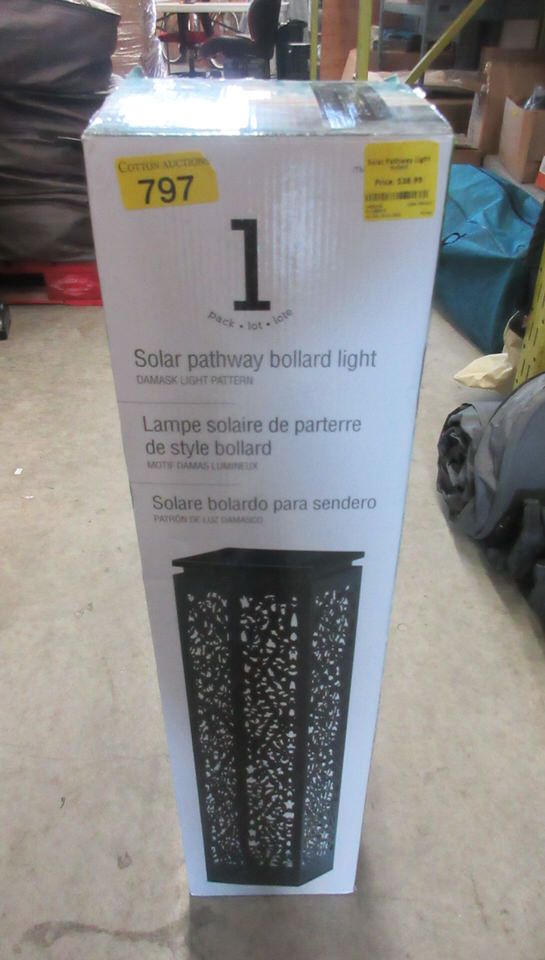 COTTON AUCTIONS
797
Solar Pathway Light
Price: $38.99
1
pack • lot • lote
Solar pathway bollard light
DAMASK LIGHT PATTERN
Lampe solaire de parterre
de style bollard
MOTIF DAMAS LUMINEUX
Solare bolardo para sendero
PATRÓN DE LUZ DAMASCO